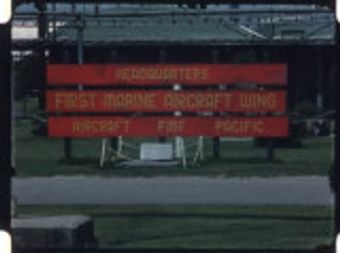 HEADQUARTERS
FIRST MARINE AIRCRAFT WING
AIRCRAFT FMF PACIFIC